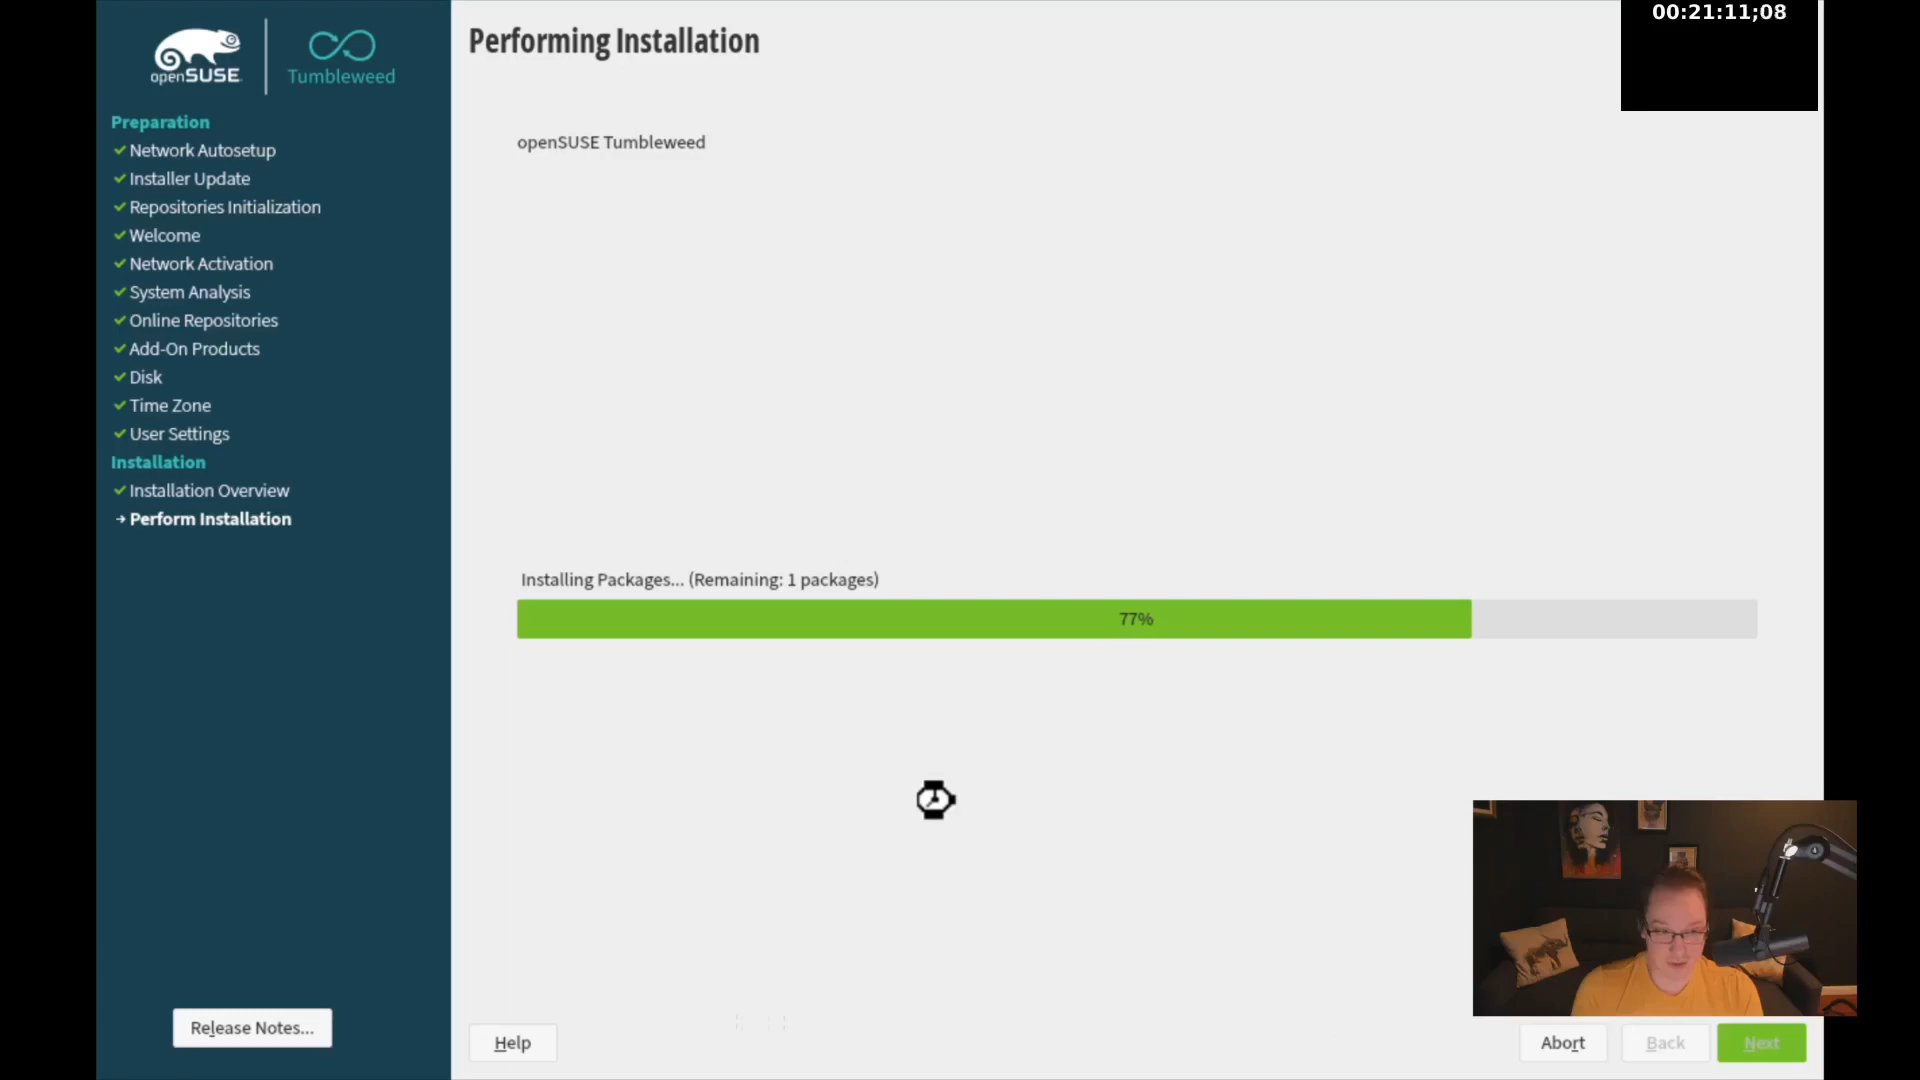 openSUSE
Tumbleweed
Preparation
Network Autosetup
Installer Update
Repositories Initialization
Welcome
Network Activation
System Analysis
Online Repositories
Add-On Products
Disk
Time Zone
User Settings
Installation
Installation Overview
Perform Installation
Release Notes...
Performing Installation
00:21:11;08
openSUSE Tumbleweed
Installing Packages... (Remaining: 1 packages)
77%
Help
Abort
Back
Next